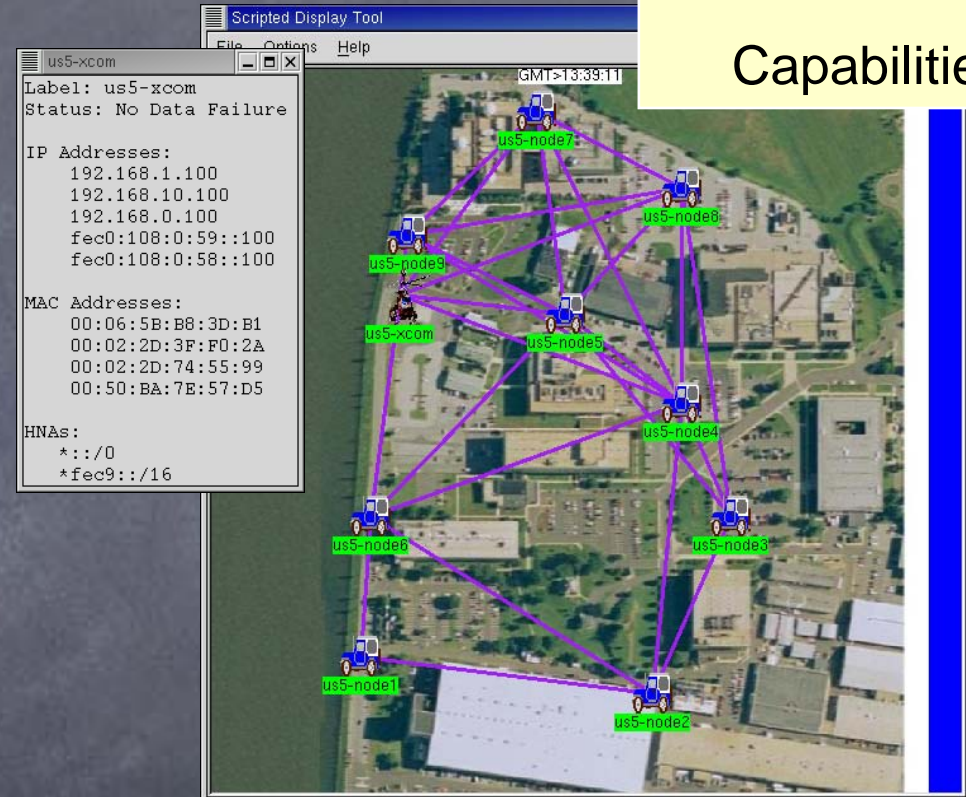 Scripted Display Tool
File Options Help
Capabilitie
us5-xcom
Label: us5-xcom
Status: No Data Failure
IP Addresses:
192.168.1.100
192.168.10.100
192.168.0.100
fec0:108:0:59::100
fec0:108:0:58::100
MAC Addresses:
00:06:5B:B8:3D:B1
00:02:2D:3F:F0:2A
00:02:2D:74:55:99
00:50:BA:7E:57:D5
HNAs:
*::/0
*fec9::/16
GMT>13:39:11
us5-node7
us5-node8
us5-node9
us5-xcom
us5-node5
us5-node4
us5-node6
us5-node3
us5-node1
us5-node2